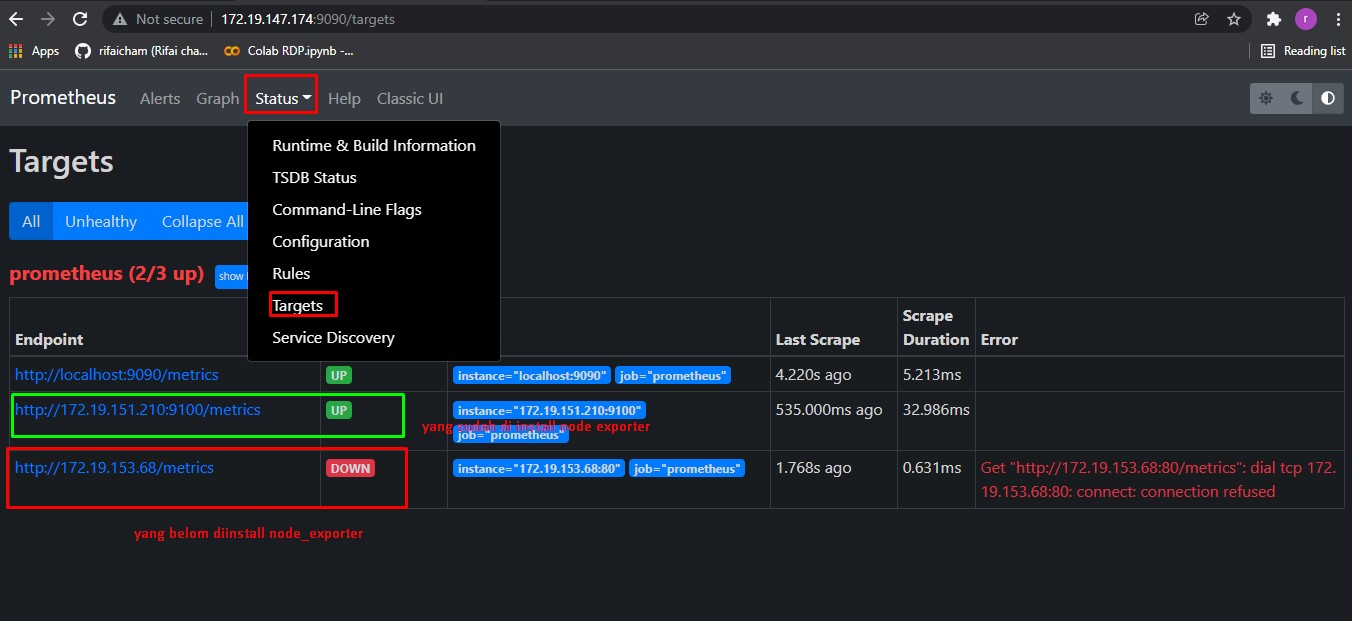 Not secure | 172.19.147.174:9090/targets
r
Apps rifaicham (Rifai cha... Colab RDP.ipynb -... Reading list
Prometheus Alerts Graph Status Help Classic UI
Runtime & Build Information
TSDB Status
Command-Line Flags
Configuration
Rules
Targets
Service Discovery
Targets
All Unhealthy Collapse All
prometheus (2/3 up) show
Endpoint Last Scrape Scrape Duration Error
http://localhost:9090/metrics UP instance="localhost:9090" job="prometheus" 4.220s ago 5.213ms
http://172.19.151.210:9100/metrics UP instance="172.19.151.210:9100" 535.000ms ago 32.986ms
yang sudah di install node exporter
job="prometheus"
http://172.19.153.68/metrics DOWN instance="172.19.153.68:80" job="prometheus" 1.768s ago 0.631ms Get "http://172.19.153.68:80/metrics": dial tcp 172.
19.153.68:80: connect: connection refused
yang belom diinstall node_exporter